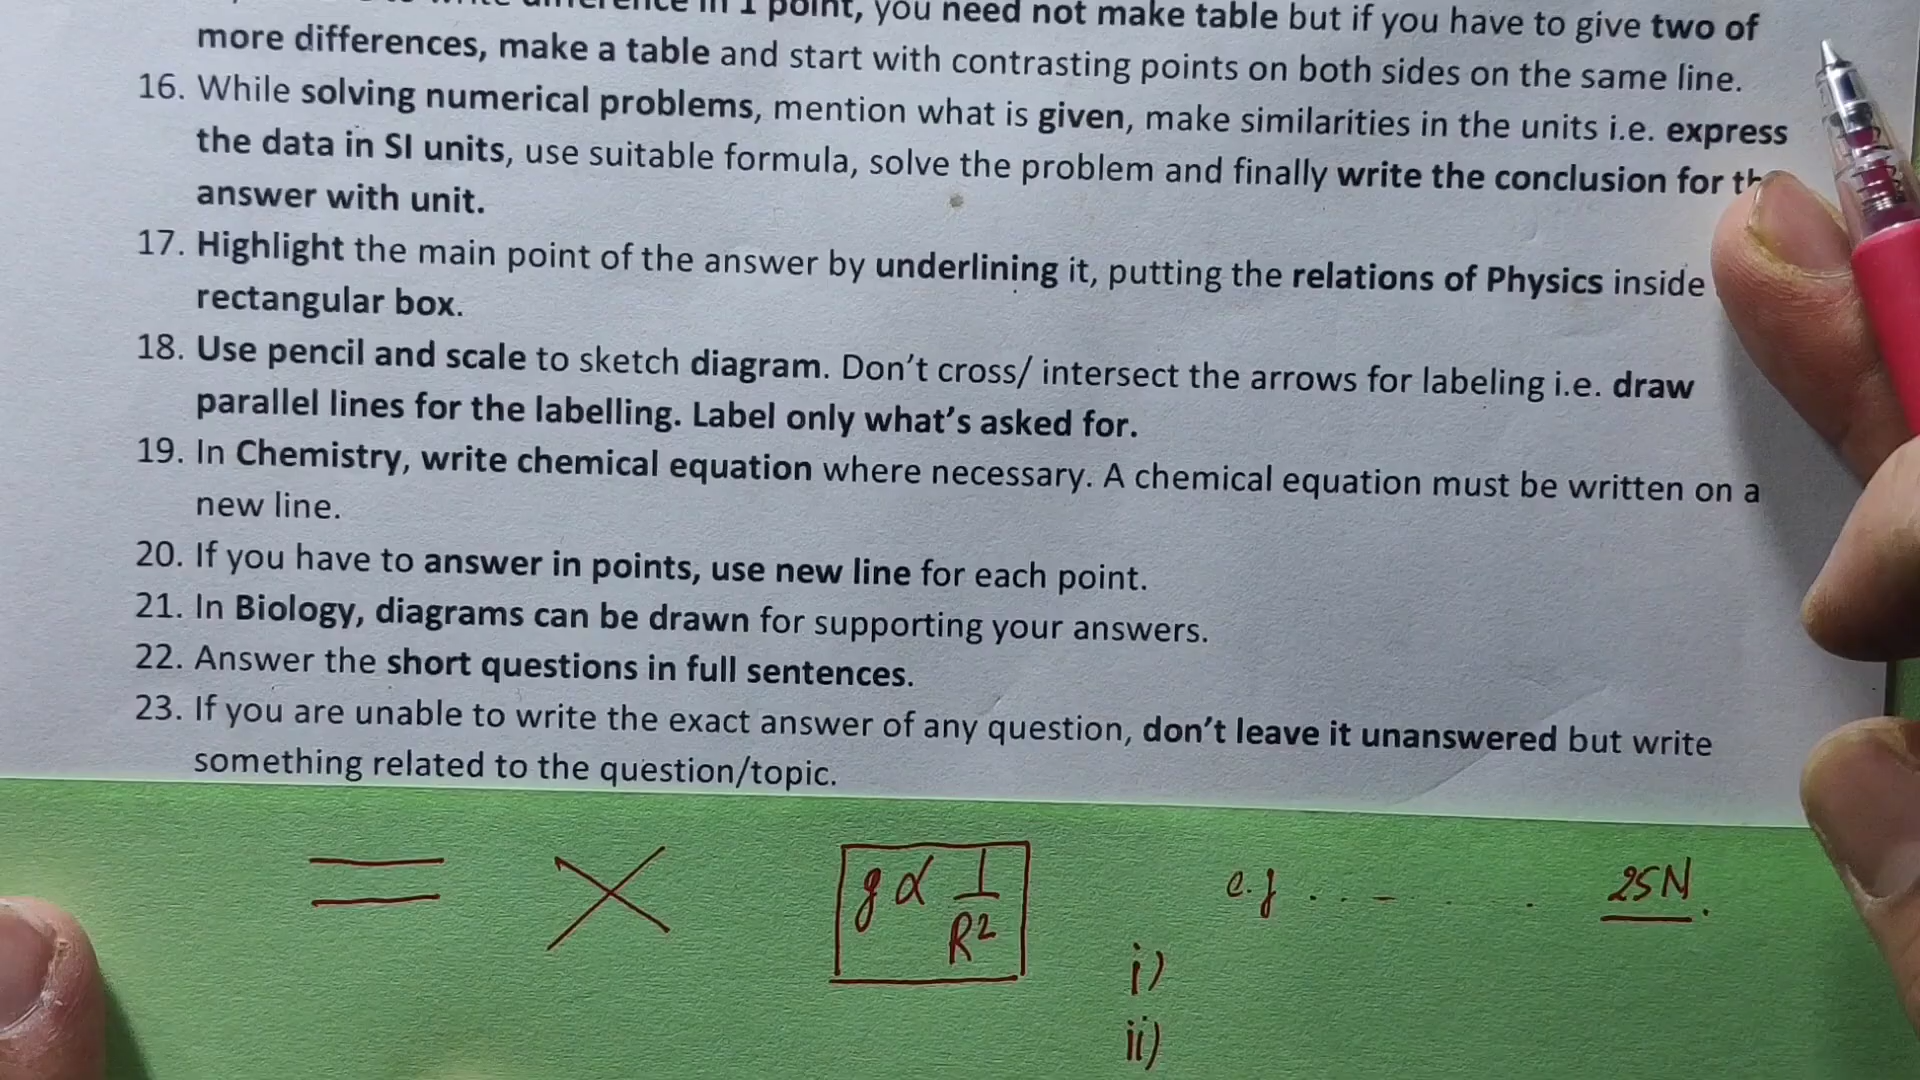 difference in 1 point, you need not make table but if you have to give two of
more differences, make a table and start with contrasting points on both sides on the same line.
16. While solving numerical problems, mention what is given, make similarities in the units i.e. express
the data in SI units, use suitable formula, solve the problem and finally write the conclusion for
answer with unit.
17. Highlight the main point of the answer by underlining it, putting the relations of Physics inside
rectangular box.
18. Use pencil and scale to sketch diagram. Don't cross/ intersect the arrows for labeling i.e. draw
parallel lines for the labelling. Label only what's asked for.
19. In Chemistry, write chemical equation where necessary. A chemical equation must be written on a
new line.
20. If you have to answer in points, use new line for each point.
21. In Biology, diagrams can be drawn for supporting your answers.
22. Answer the short questions in full sentences.
23. If you are unable to write the exact answer of any question, don't leave it unanswered but write
something related to the question/topic.
g ∝ 1/R²
e.g ..... 25N.
i)
ii)